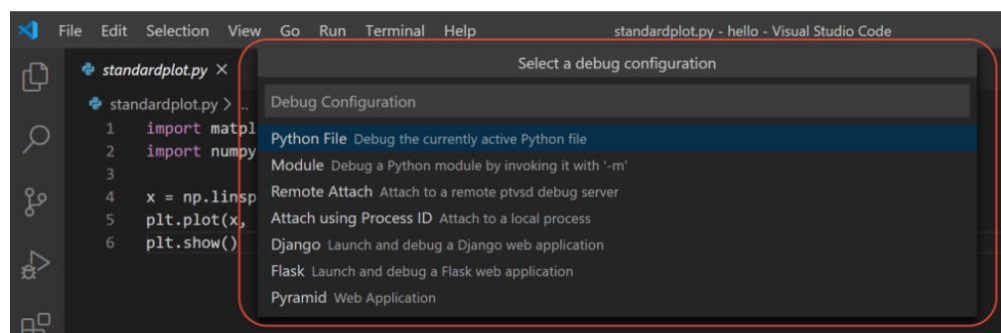 File Edit Selection View Go Run Terminal Help standardplot.py - hello - Visual Studio Code
Select a debug configuration
standardplot.py ×
Debug Configuration
standardplot.py > ...
Python File Debug the currently active Python file
1 import matpl
2 import numpy
Module Debug a Python module by invoking it with '-m'
3
Remote Attach Attach to a remote ptvsd debug server
4 x = np.linsp
Attach using Process ID Attach to a local process
5 plt.plot(x,
Django Launch and debug a Django web application
6 plt.show()
Flask Launch and debug a Flask web application
Pyramid Web Application